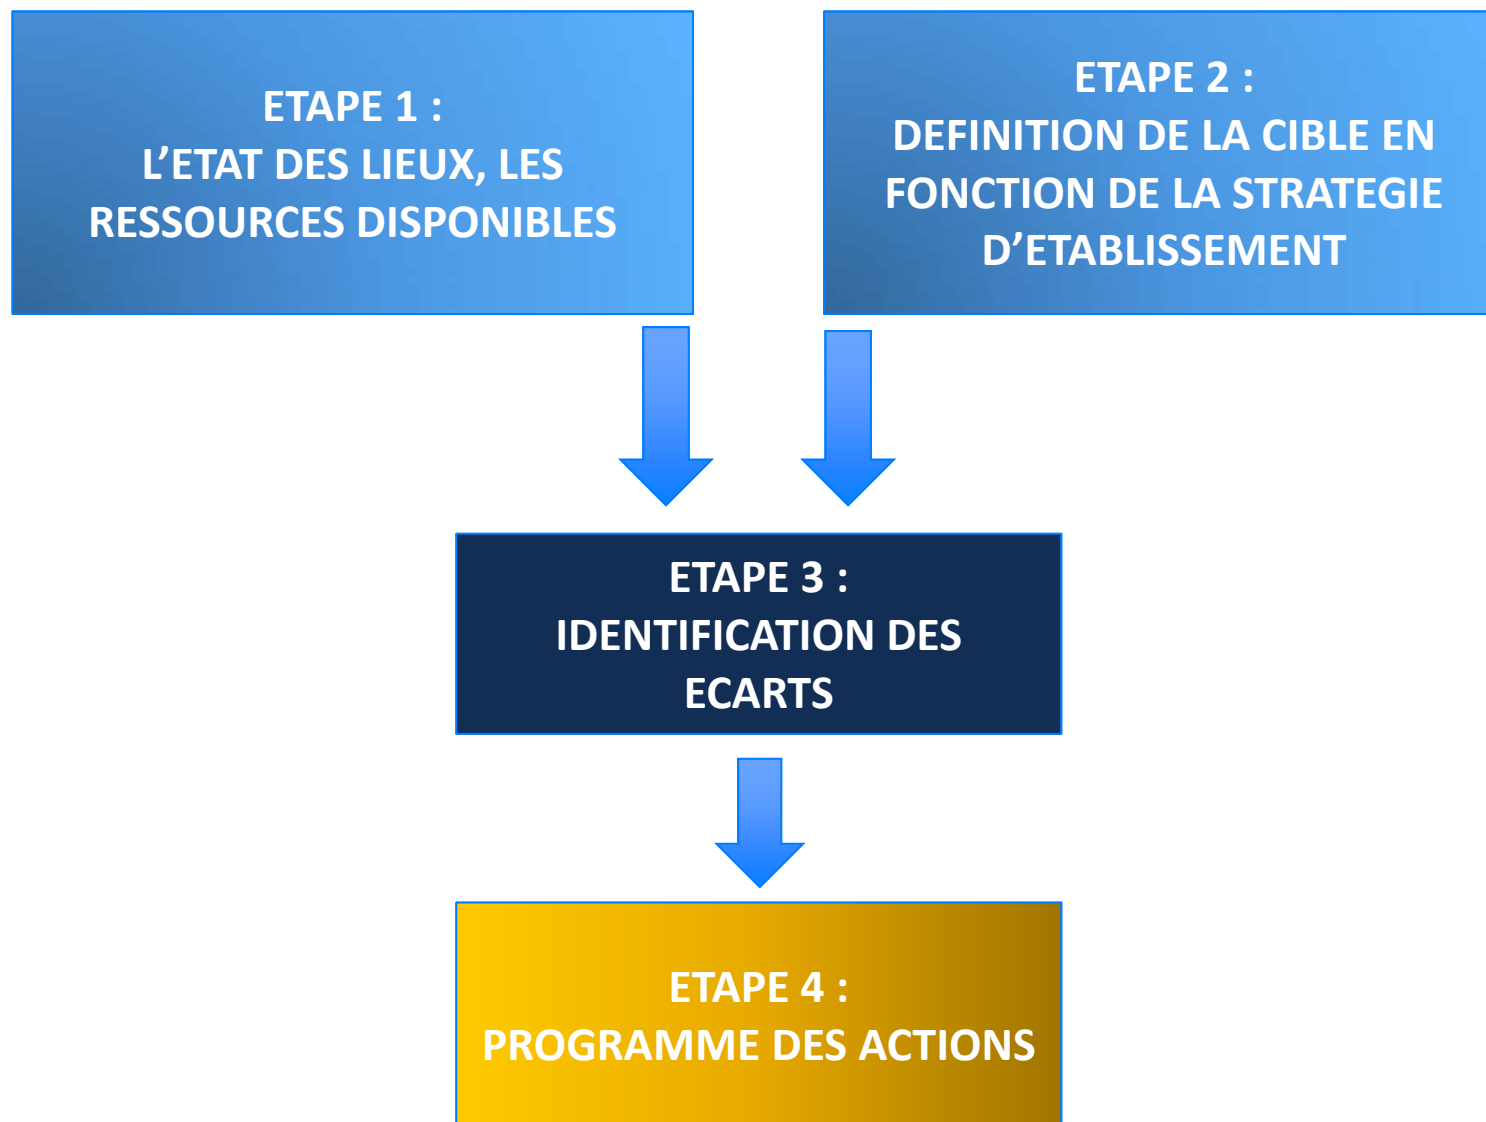 ETAPE 1 :
L’ETAT DES LIEUX, LES
RESSOURCES DISPONIBLES
ETAPE 2 :
DEFINITION DE LA CIBLE EN
FONCTION DE LA STRATEGIE
D’ETABLISSEMENT
ETAPE 3 :
IDENTIFICATION DES
ECARTS
ETAPE 4 :
PROGRAMME DES ACTIONS